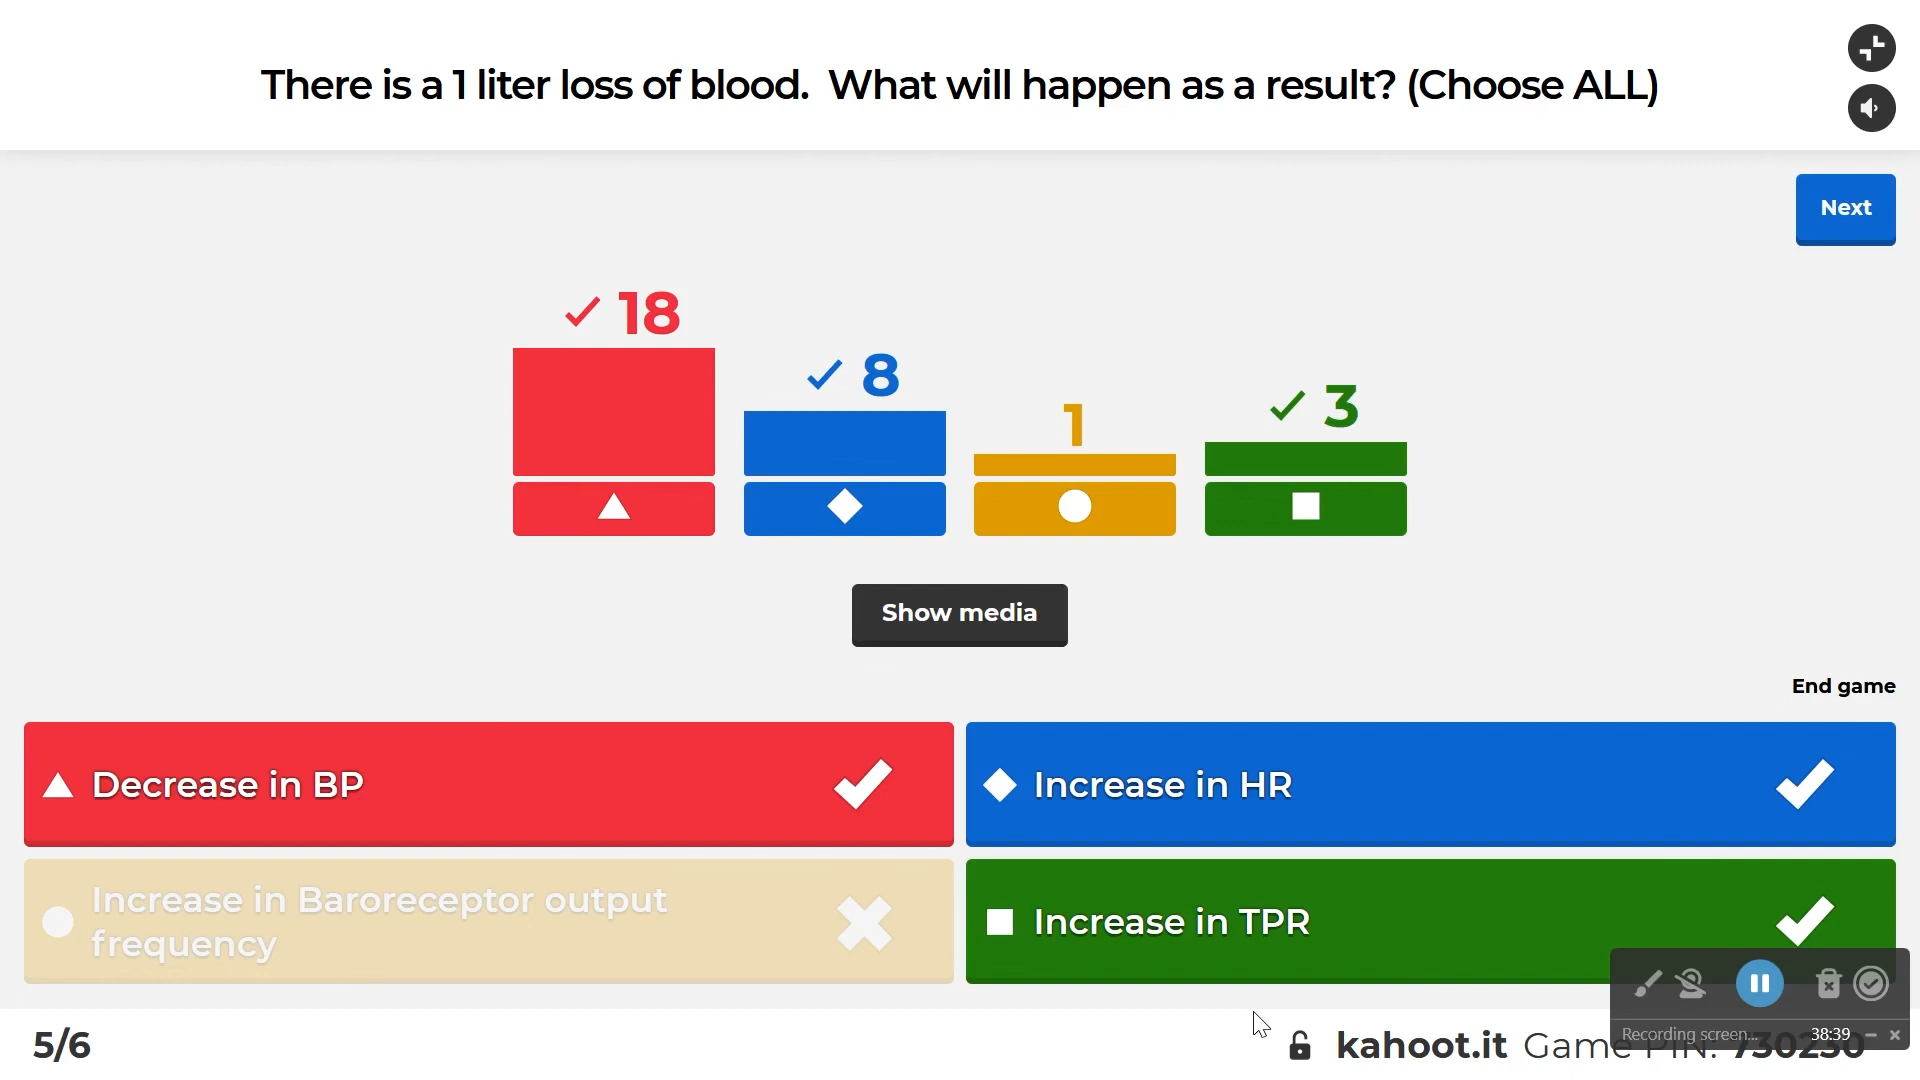 There is a 1 liter loss of blood.  What will happen as a result? (Choose ALL)
Next
18
8
1
3
Show media
End game
Decrease in BP
Increase in HR
Increase in Baroreceptor output
frequency
Increase in TPR
Recording screen... 38:39
5/6
kahoot.it Game PIN: 730230